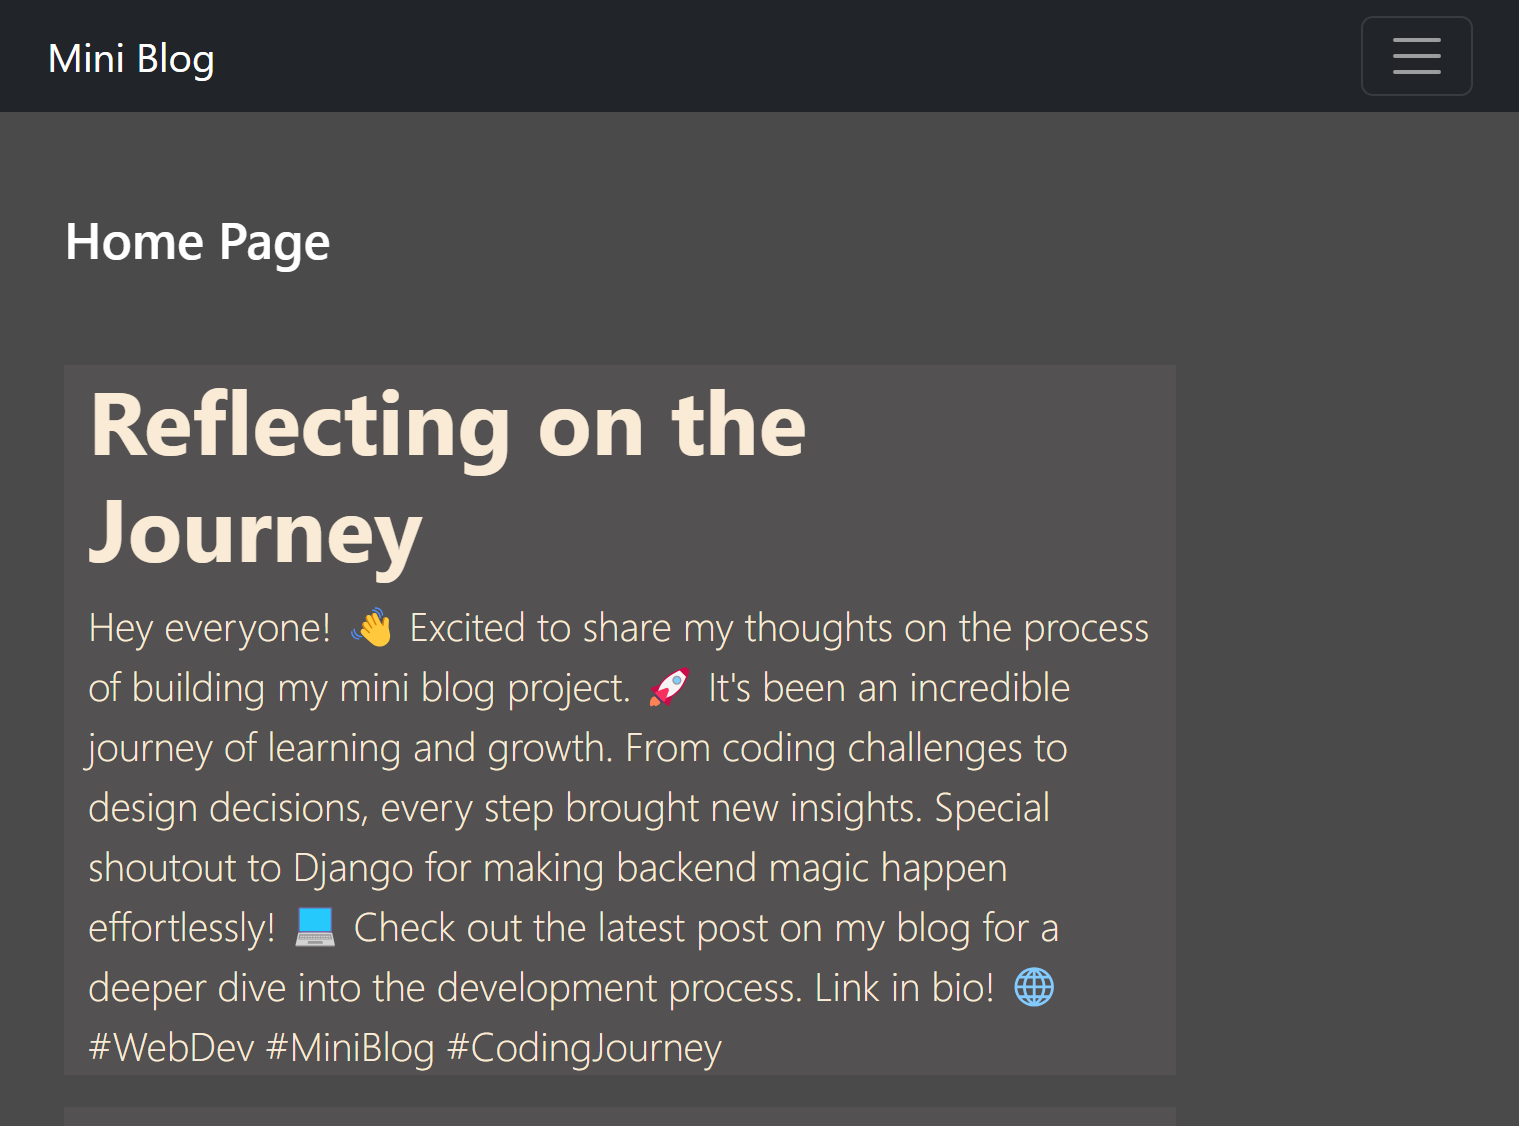 Mini Blog
Home Page
Reflecting on the
Journey
Hey everyone! 👋 Excited to share my thoughts on the process
of building my mini blog project. 🚀 It's been an incredible
journey of learning and growth. From coding challenges to
design decisions, every step brought new insights. Special
shoutout to Django for making backend magic happen
effortlessly! 💻 Check out the latest post on my blog for a
deeper dive into the development process. Link in bio! 🌐
#WebDev #MiniBlog #CodingJourney